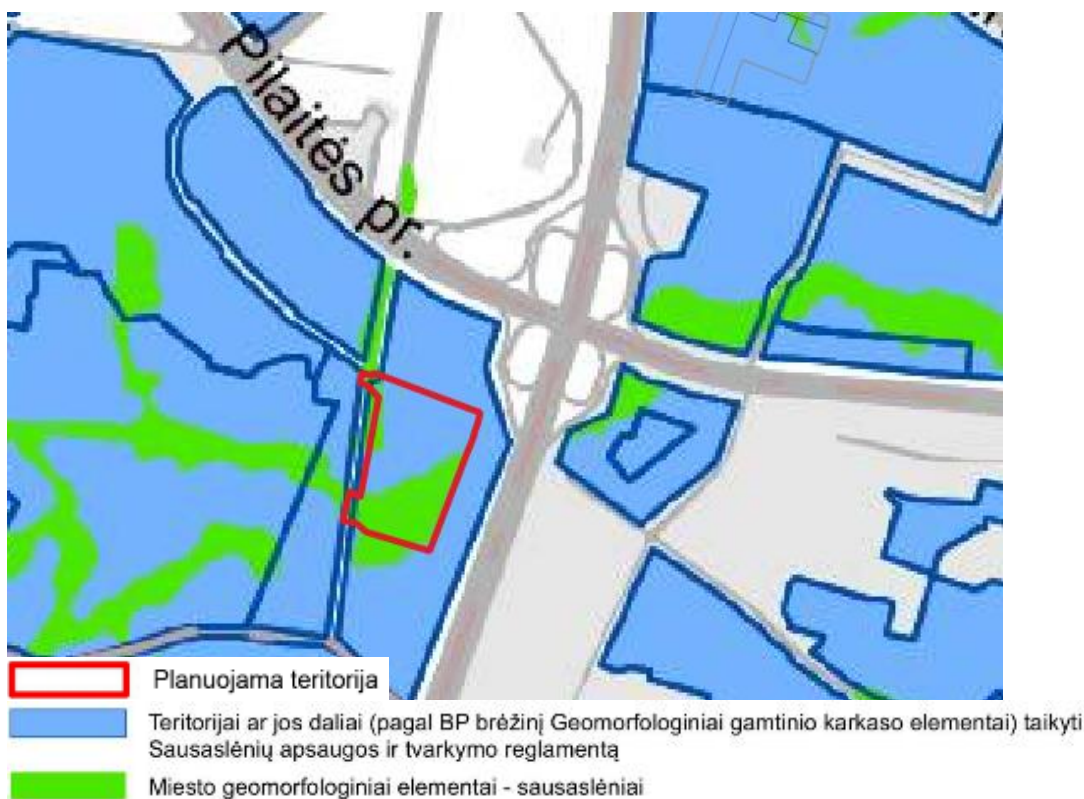 Pilaitės pr.
Planuojama teritorija
Teritorijai ar jos daliai (pagal BP brėžinį Geomorfologiniai gamtinio karkaso elementai) taikyti
Sausaslėnių apsaugos ir tvarkymo reglamentą
Miesto geomorfologiniai elementai - sausaslėniai